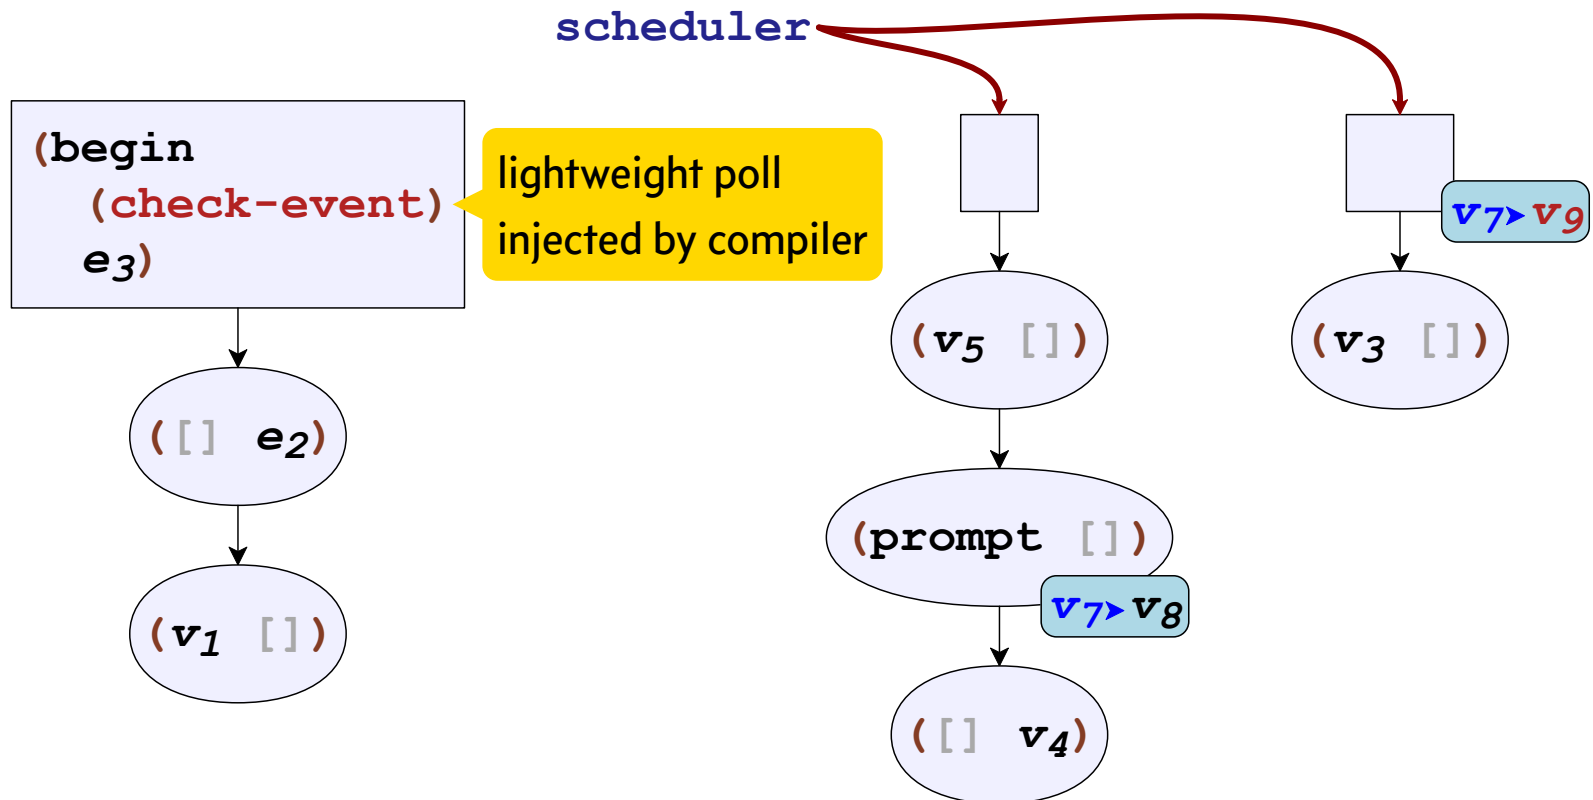 scheduler
(begin
(check-event)
e3)
lightweight poll
injected by compiler
([] e2)
(v1 [])
(v5 [])
(prompt [])
v7➤v8
([] v4)
v7➤v9
(v3 [])